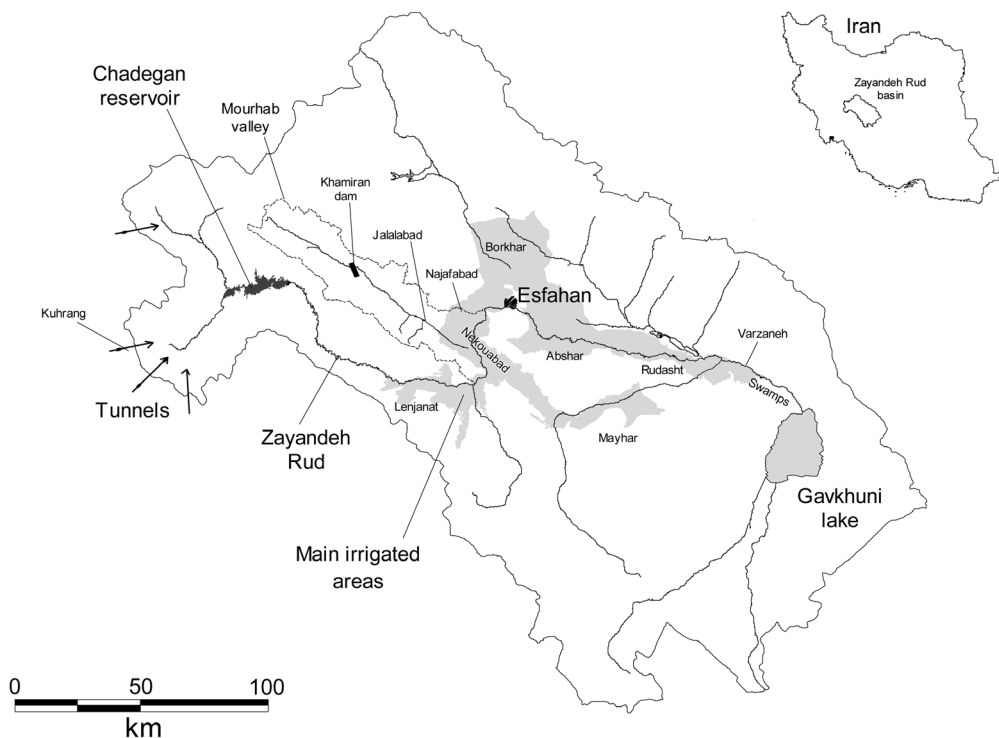 Iran
Chadegan
reservoir
Zayandeh Rud
basin
Mourhab
valley
Khamiran
dam
Jalalabad
Borkhar
Najafabad
Esfahan
Kuhrang
Nekouabad
Abshar
Varzaneh
Rudasht
Swamps
Tunnels
Lenjanat
Zayandeh
Rud
Mayhar
Gavkhuni
lake
Main irrigated
areas
0 50 100
km